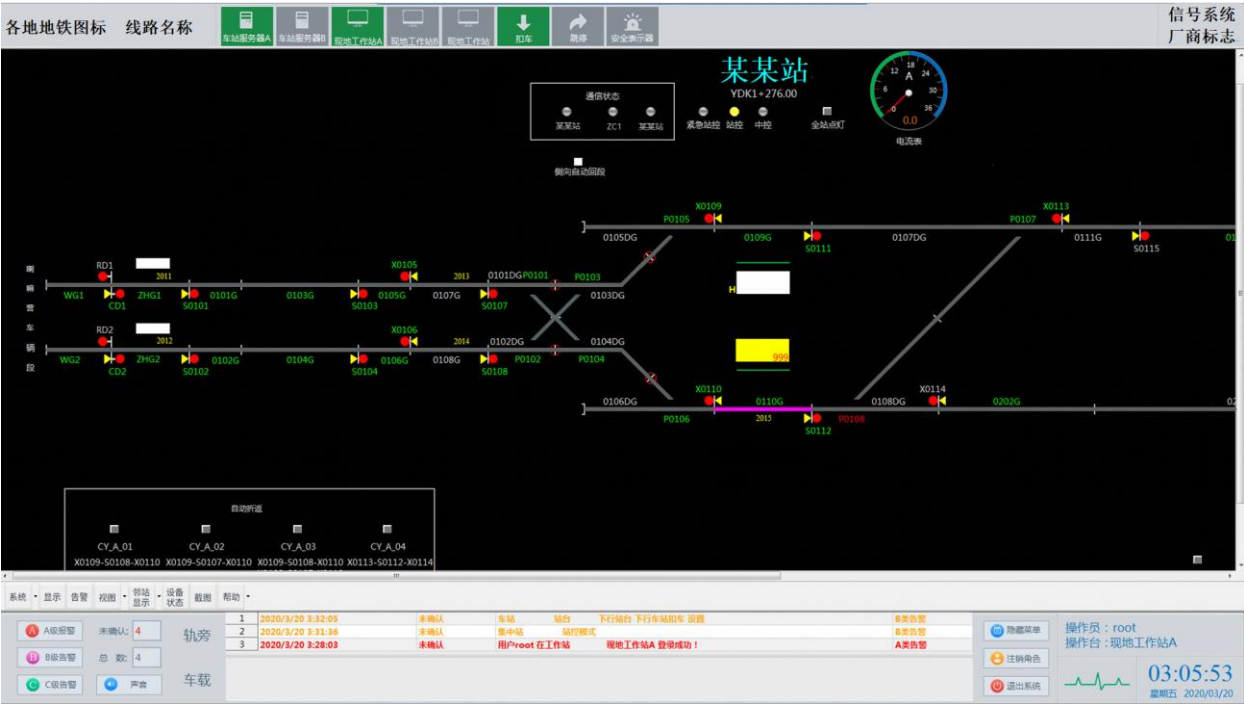 各地地铁图标 线路名称
车站服务器A 车站服务器B 现地工作站A 现地工作站B 现地工作站 扣车 跳停 安全表示器
信号系统
厂商标志
某某站
YDK1+276.00
通信状态
某某站 ZC1 某某站
紧急站控 站控 中控 全站点灯
12 18 24
A
6 30
0 36
0.0
电流表
侧向自动回段
X0109 X0113
P0105 P0107
0105DG 0109G S0111 0107DG 0111G S0115 01
RD1 X0105
2011 2013 0101DG P0101 P0103
WG1 CD1 ZHG1 S0101 0101G 0103G S0103 0105G 0107G S0107 0103DG
H
车
辆
段
RD2 X0106
2012 2014 0102DG 0104DG
WG2 CD2 ZHG2 S0102 0102G 0104G S0104 0106G 0108G S0108 P0102 P0104
999
X0110 X0114
0106DG 0110G 0108DG 0202G 02
P0106 2015 S0112 P0108
自动折返
CY_A_01 CY_A_02 CY_A_03 CY_A_04
X0109-S0108-X0110 X0109-S0107-X0110 X0109-S0108-X0110 X0113-S0112-X0114
系统 显示 告警 视图 邻站显示 设备状态 截图 帮助
A A级报警 未确认: 4 轨旁
B B级告警 总 数: 4
C C级告警 声音 车载
1 2020/3/20 3:32:05 未确认 车站 站台 下行站台 下行车站扣车 设置 B类告警
2 2020/3/20 3:31:36 未确认 集中站 站控模式 B类告警
3 2020/3/20 3:28:03 未确认 用户root 在工作站 现地工作站A 登录成功！ A类告警
隐藏菜单
注销角色
退出系统
操作员：root
操作台：现地工作站A
03:05:53
星期五 2020/03/20